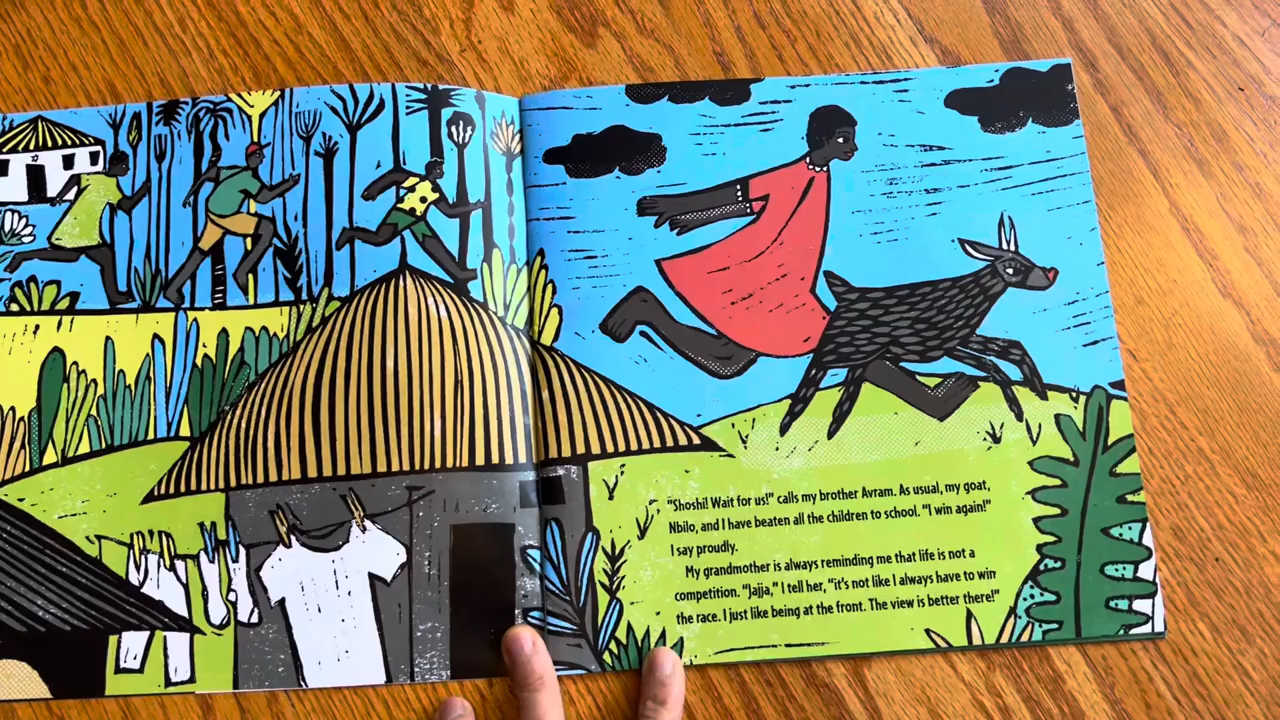 "Shoshi! Wait for us!" calls my brother Avram. As usual, my goat,
Nbilo, and I have beaten all the children to school. "I win again!"
I say proudly.
My grandmother is always reminding me that life is not a
competition. "Jajja," I tell her, "it's not like I always have to win
the race. I just like being at the front. The view is better there!"